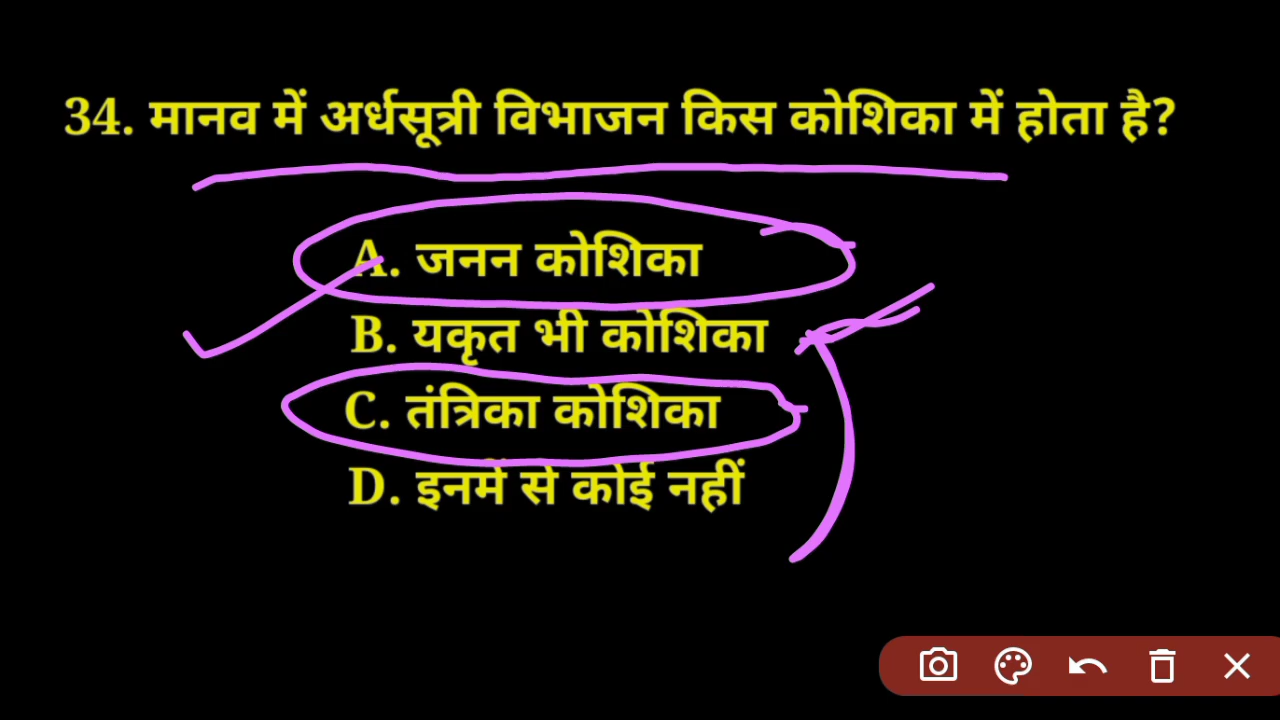 34. मानव में अर्धसूत्री विभाजन किस कोशिका में होता है?
A. जनन कोशिका
B. यकृत भी कोशिका
C. तंत्रिका कोशिका
D. इनमें से कोई नहीं